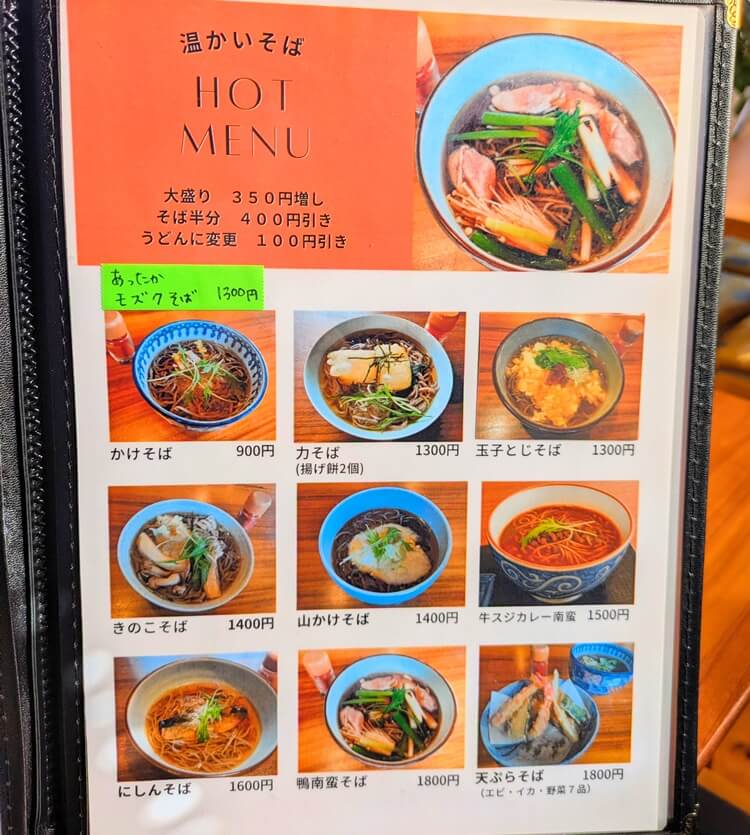 温かいそば
HOT
MENU
大盛り　３５０円増し
そば半分　４００円引き
うどんに変更　１００円引き
あったか
モズクそば　1300円
かけそば　900円
力そば　1300円
(揚げ餅2個)
玉子とじそば　1300円
きのこそば　1400円
山かけそば　1400円
牛スジカレー南蛮　1500円
にしんそば　1600円
鴨南蛮そば　1800円
天ぷらそば　1800円
（エビ・イカ・野菜７品）